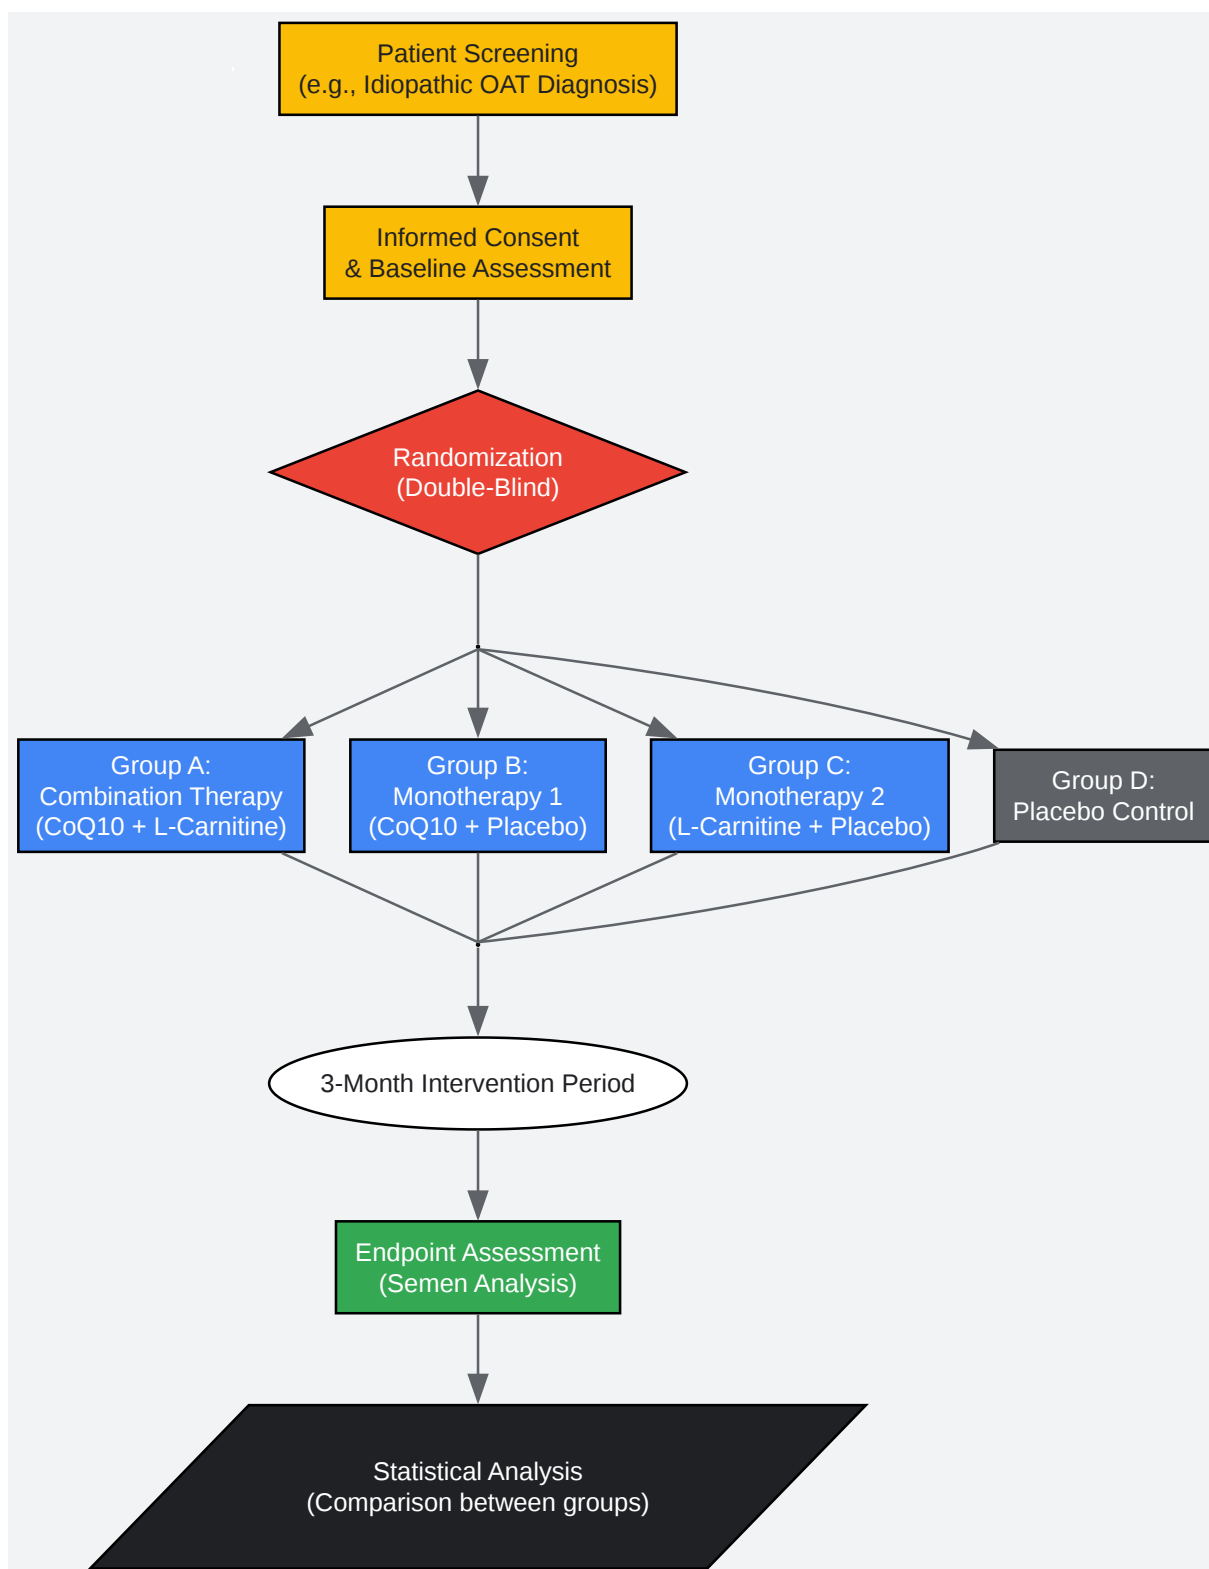 Patient Screening
(e.g., Idiopathic OAT Diagnosis)
Informed Consent
& Baseline Assessment
Randomization
(Double-Blind)
Group A:
Combination Therapy
(CoQ10 + L-Carnitine)
Group B:
Monotherapy 1
(CoQ10 + Placebo)
Group C:
Monotherapy 2
(L-Carnitine + Placebo)
Group D:
Placebo Control
3-Month Intervention Period
Endpoint Assessment
(Semen Analysis)
Statistical Analysis
(Comparison between groups)